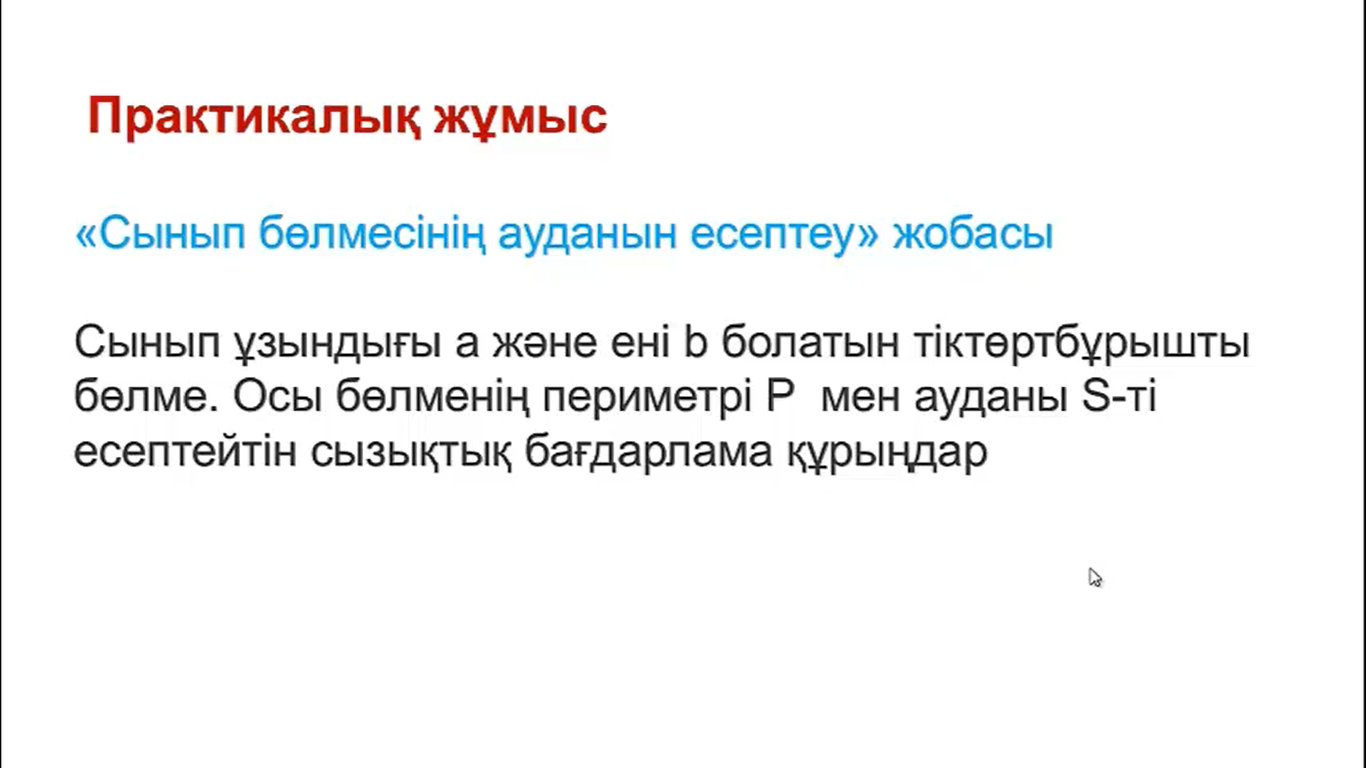 Практикалық жұмыс
«Сынып бөлмесінің ауданын есептеу» жобасы
Сынып ұзындығы a және ені b болатын тіктөртбұрышты
бөлме. Осы бөлменің периметрі P мен ауданы S-ті
есептейтін сызықтық бағдарлама құрыңдар